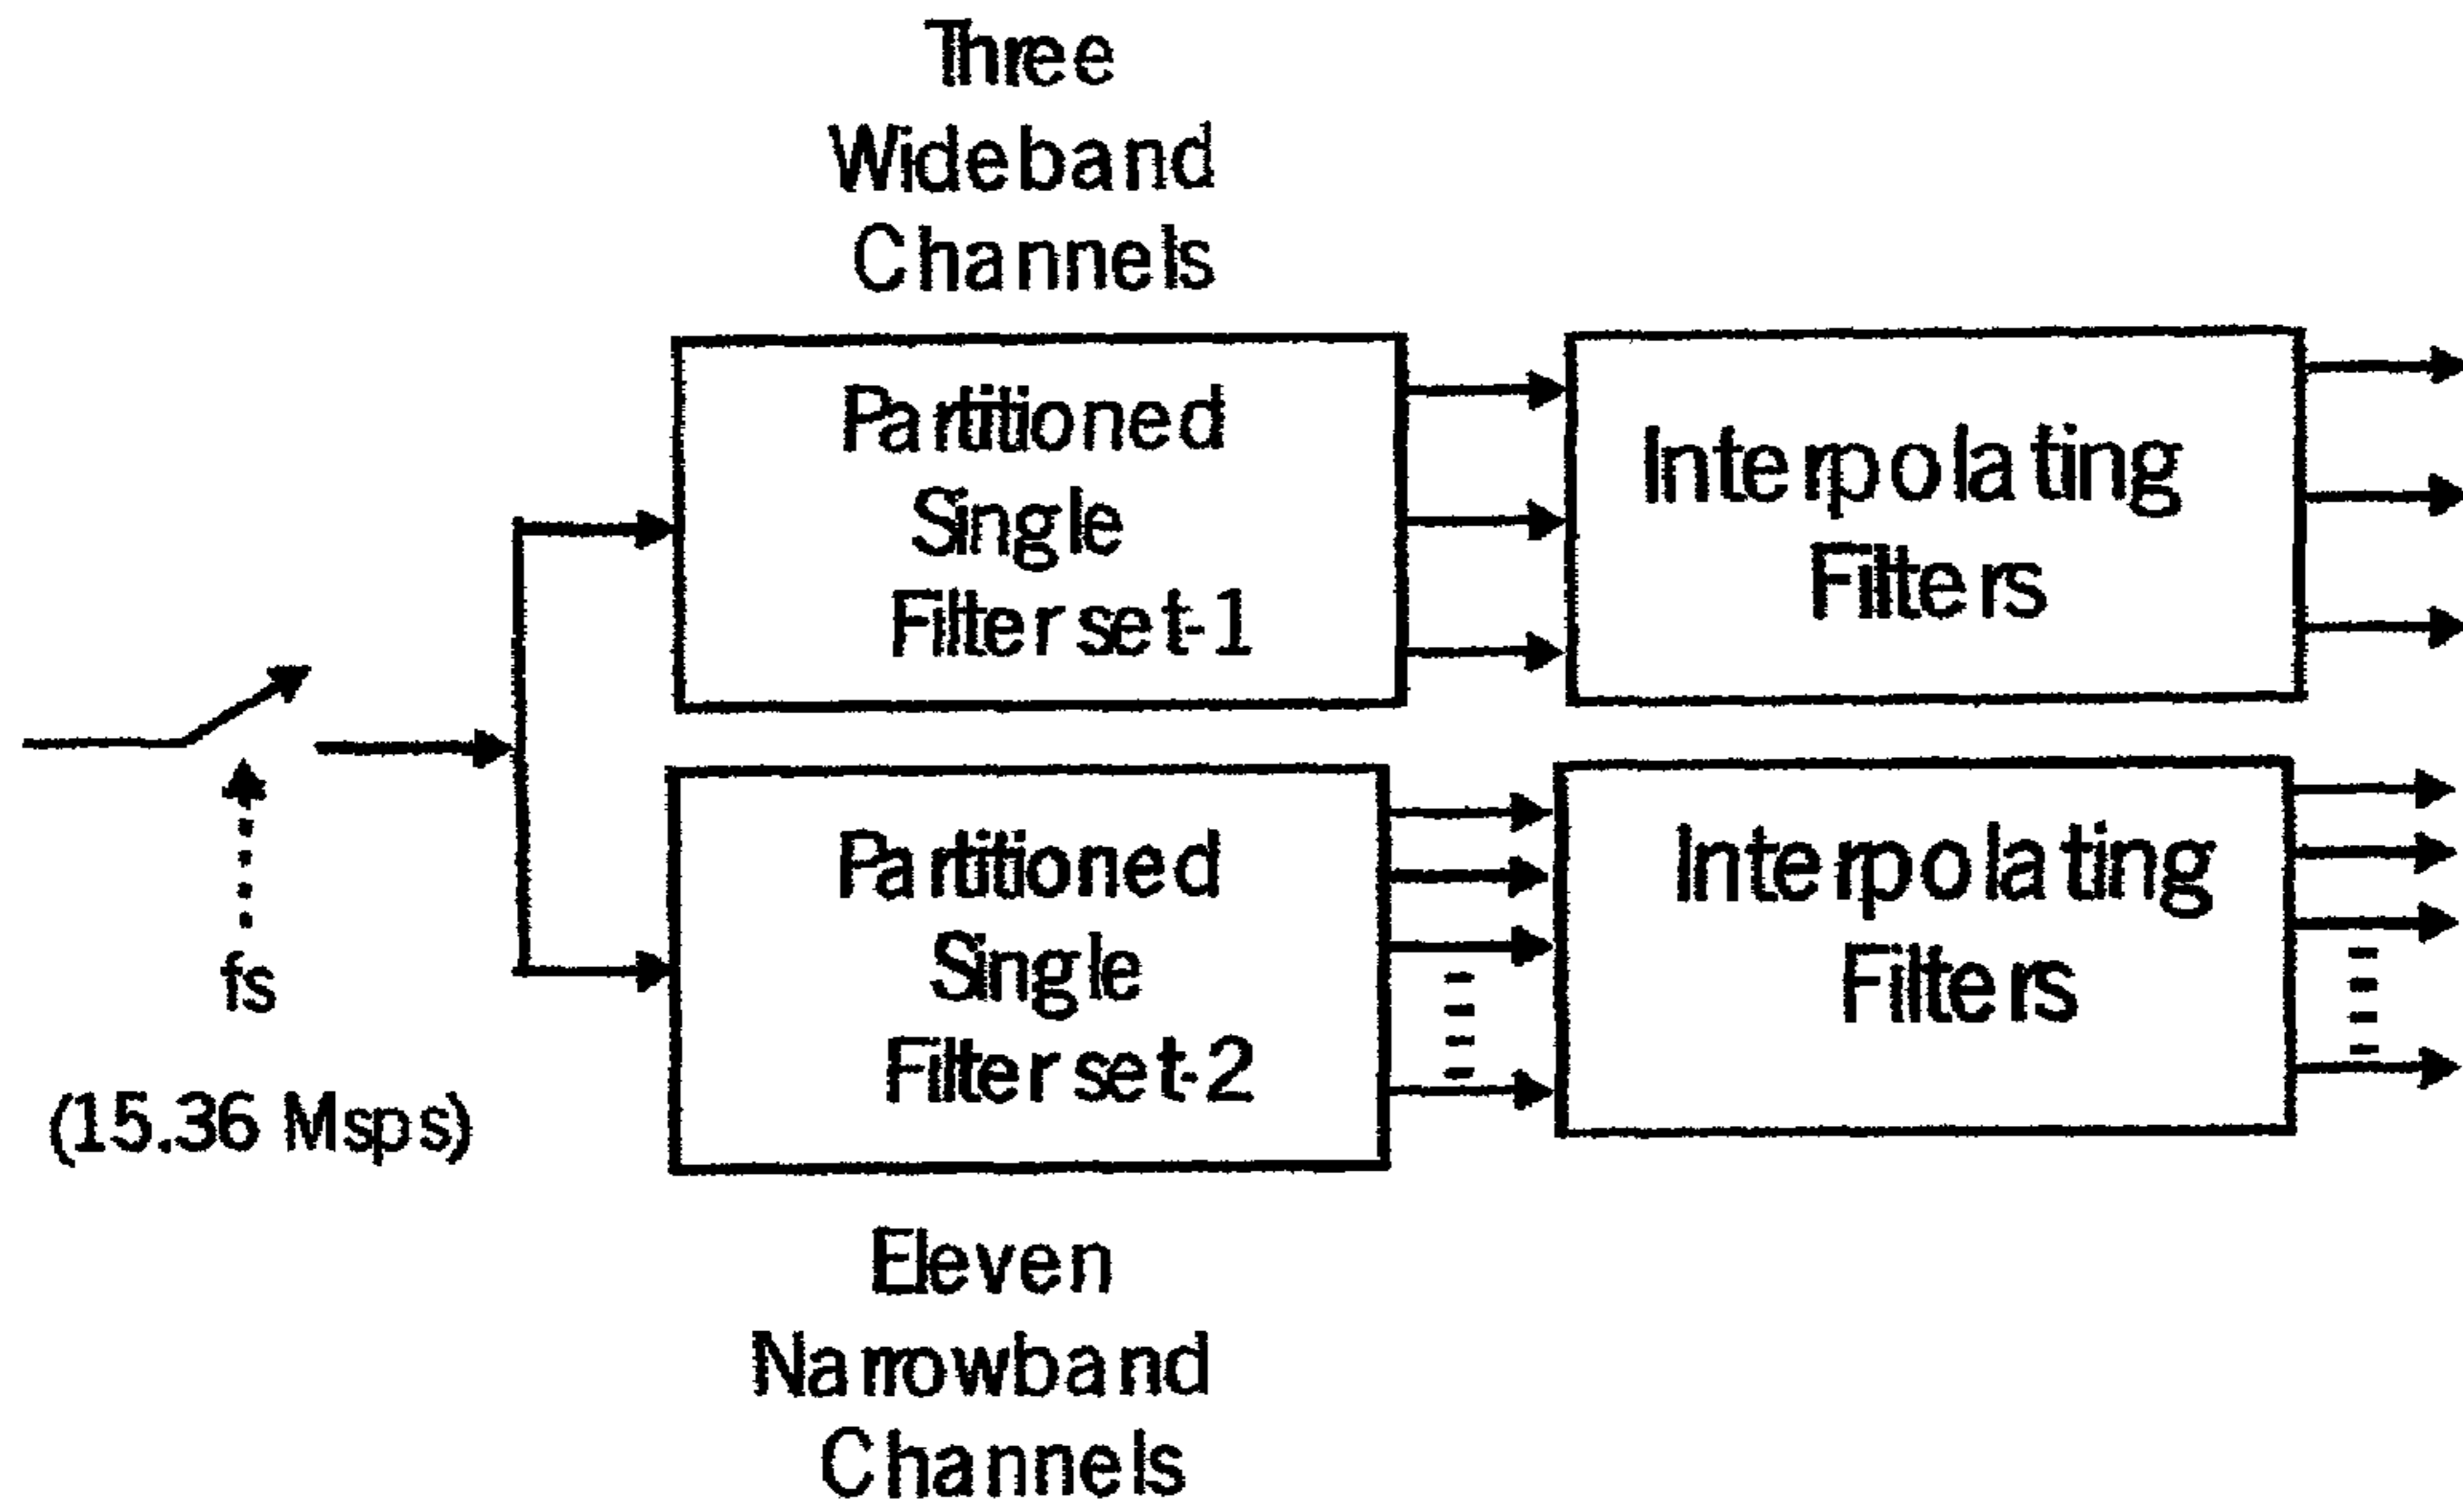 Three
Wideband
Channels
Partitioned
Single
Filter set-1
Interpolating
Filters
fs
(15.36 Msps)
Partitioned
Single
Filter set-2
Interpolating
Filters
Eleven
Narrowband
Channels